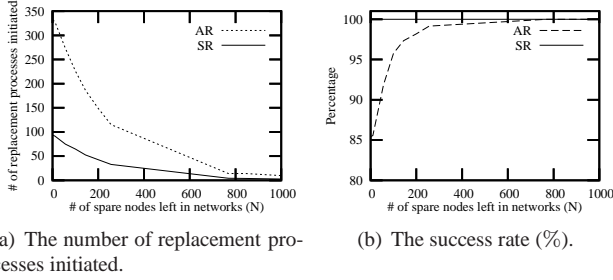 # of replacement processes initiated
350
300
250
200
150
100
50
0
0 200 400 600 800 1000
# of spare nodes left in networks (N)
AR
SR
a) The number of replacement pro-
esses initiated.
Percentage
100
95
90
85
80
0 200 400 600 800 1000
# of spare nodes left in networks (N)
AR
SR
(b) The success rate (%).